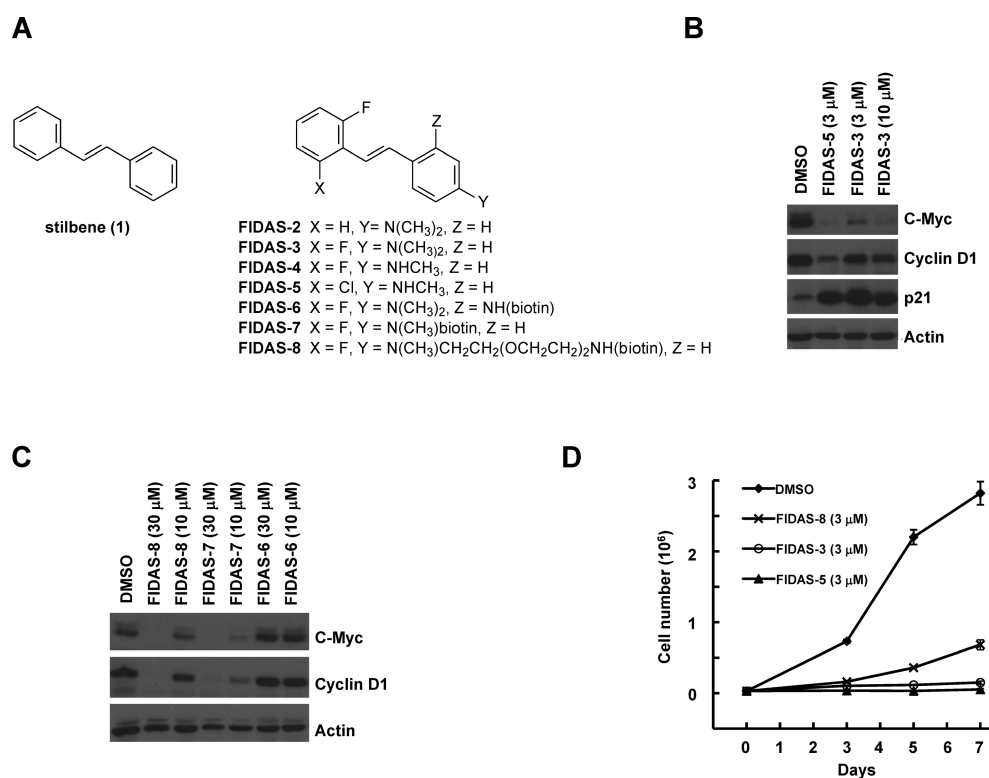 A
F
Z
X
Y
stilbene (1)
FIDAS-2 X = H, Y= N(CH3)2, Z = H
FIDAS-3 X = F, Y = N(CH3)2, Z = H
FIDAS-4 X = F, Y = NHCH3, Z = H
FIDAS-5 X = Cl, Y = NHCH3, Z = H
FIDAS-6 X = F, Y = N(CH3)2, Z = NH(biotin)
FIDAS-7 X = F, Y = N(CH3)biotin, Z = H
FIDAS-8 X = F, Y = N(CH3)CH2CH2(OCH2CH2)2NH(biotin), Z = H
B
DMSO
FIDAS-5 (3 µM)
FIDAS-3 (3 µM)
FIDAS-3 (10 µM)
C-Myc
Cyclin D1
p21
Actin
C
DMSO
FIDAS-8 (30 µM)
FIDAS-8 (10 µM)
FIDAS-7 (30 µM)
FIDAS-7 (10 µM)
FIDAS-6 (30 µM)
FIDAS-6 (10 µM)
C-Myc
Cyclin D1
Actin
D
Cell number (10⁶)
3
2
1
0
DMSO
FIDAS-8 (3 µM)
FIDAS-3 (3 µM)
FIDAS-5 (3 µM)
0 1 2 3 4 5 6 7
Days